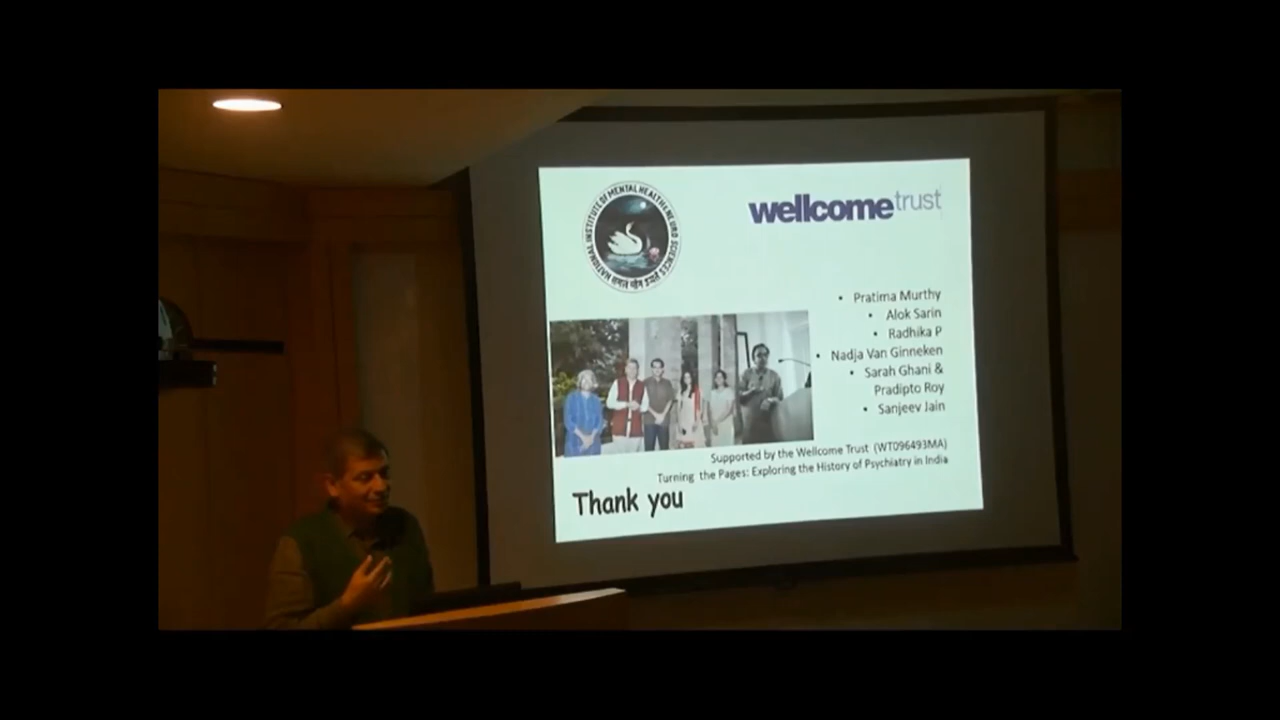 NATIONAL INSTITUTE OF MENTAL HEALTH & NEURO SCIENCES
wellcome trust
• Pratima Murthy
• Alok Sarin
• Radhika P
• Nadja Van Ginneken
• Sarah Ghani &
Pradipto Roy
• Sanjeev Jain
Supported by the Wellcome Trust (WT096493MA)
Turning the Pages: Exploring the History of Psychiatry in India
Thank you